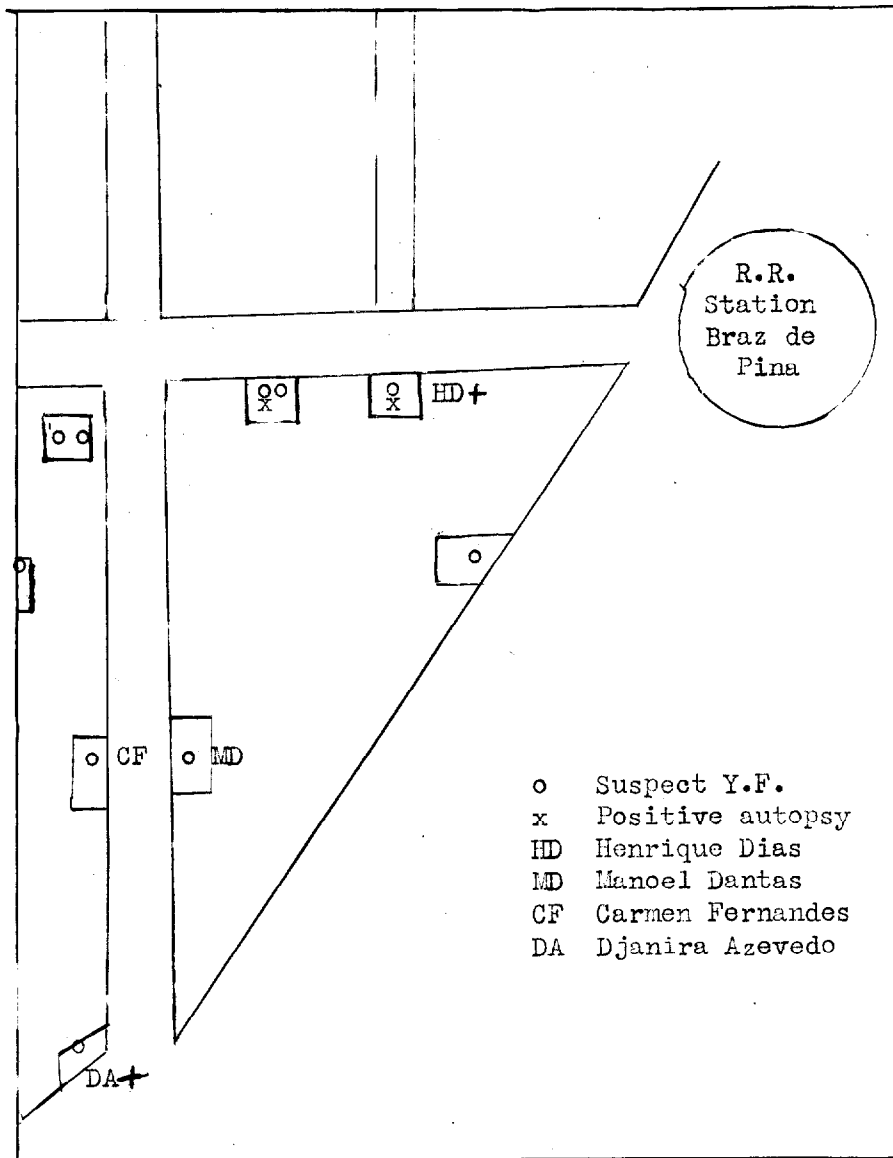 R.R.
Station
Braz de
Pina
o o
x
o
x
HD+
o o
o
o
o CF
o MD
o Suspect Y.F.
x Positive autopsy
HD Henrique Dias
MD Manoel Dantas
CF Carmen Fernandes
DA Djanira Azevedo
o
DA+